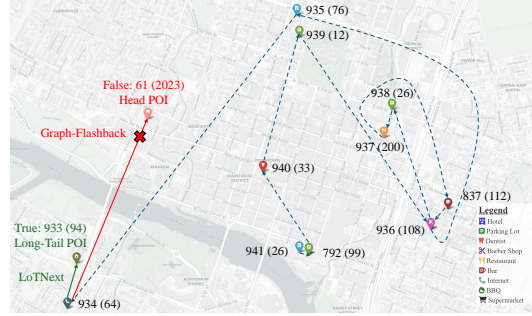 935 (76)
939 (12)
False: 61 (2023)
Head POI
938 (26)
Graph-Flashback
937 (200)
940 (33)
837 (112)
Legend
Hotel
Parking Lot
Dentist
Barber Shop
Restaurant
Bar
Internet
BBQ
Supermarket
936 (108)
True: 933 (94)
Long-Tail POI
941 (26)
792 (99)
LoTNext
934 (64)